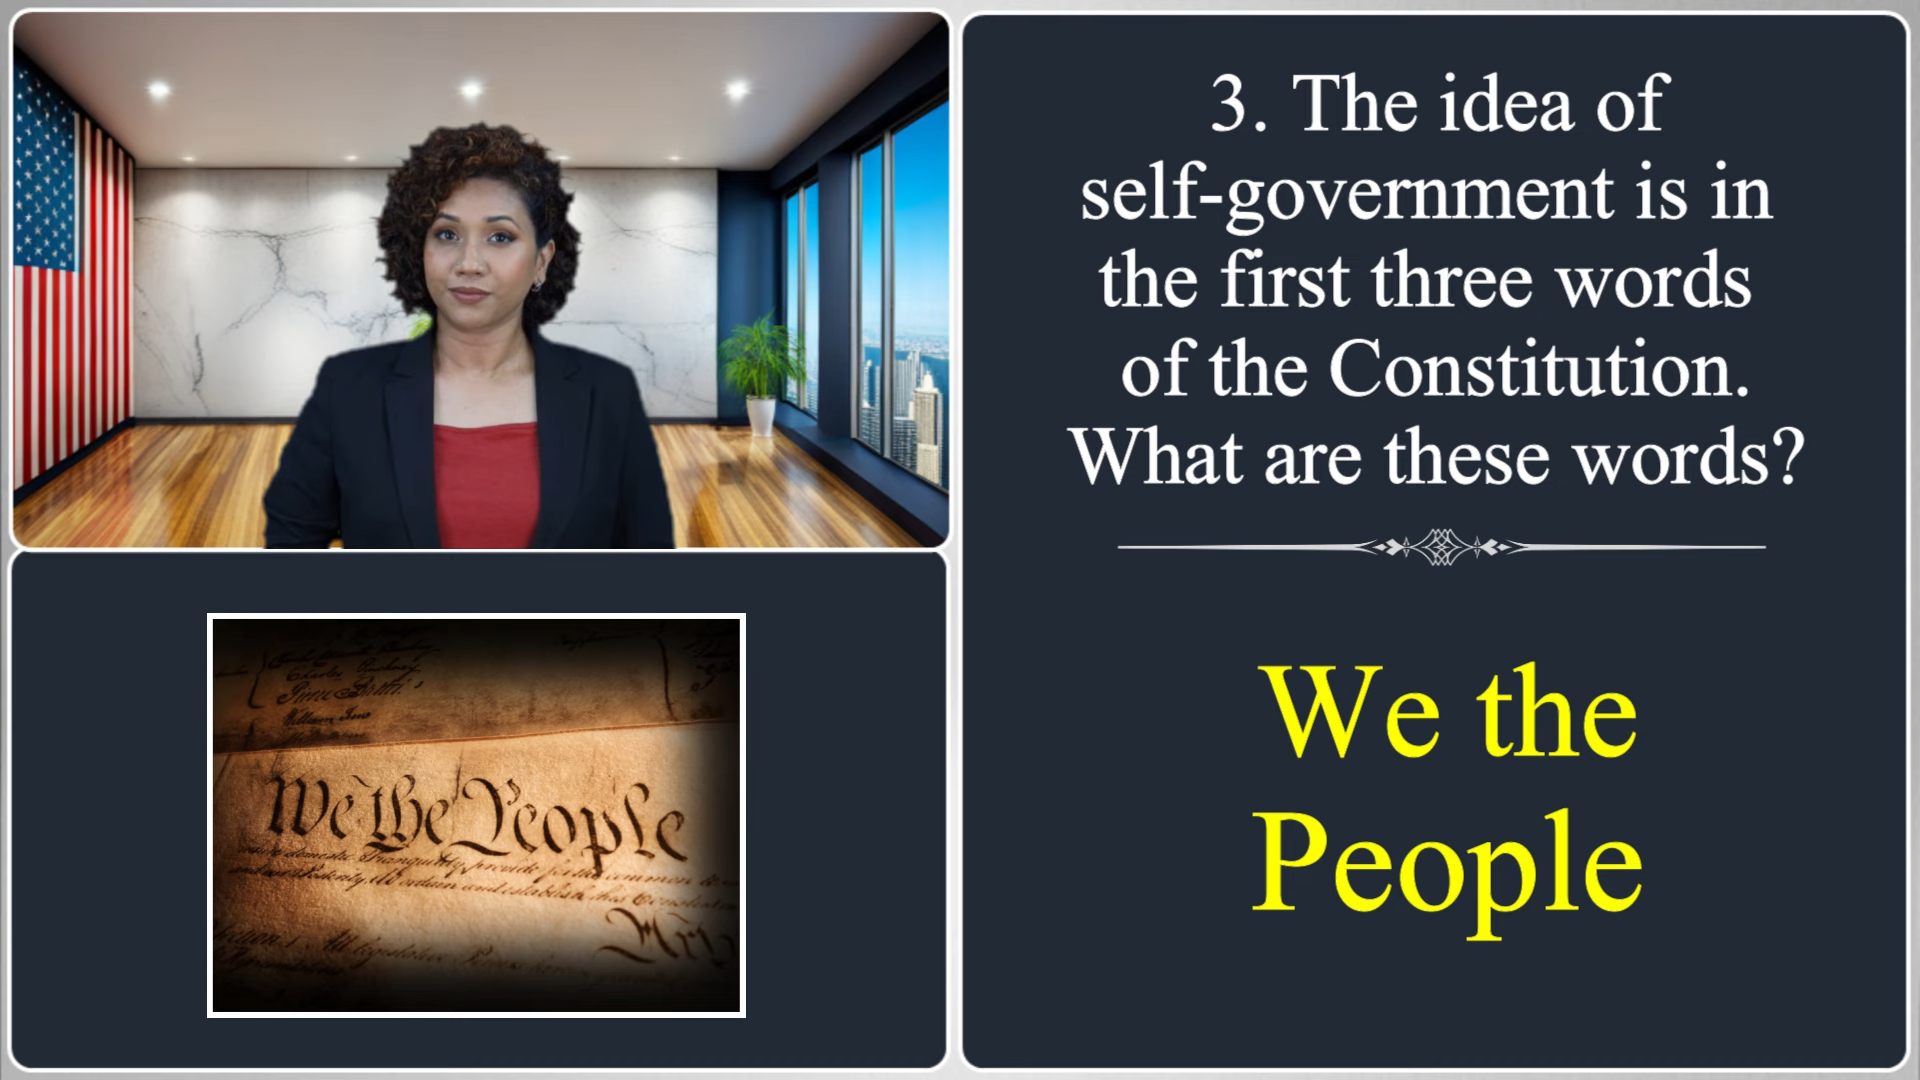 3. The idea of
self-government is in
the first three words
of the Constitution.
What are these words?
We the
People
We the People